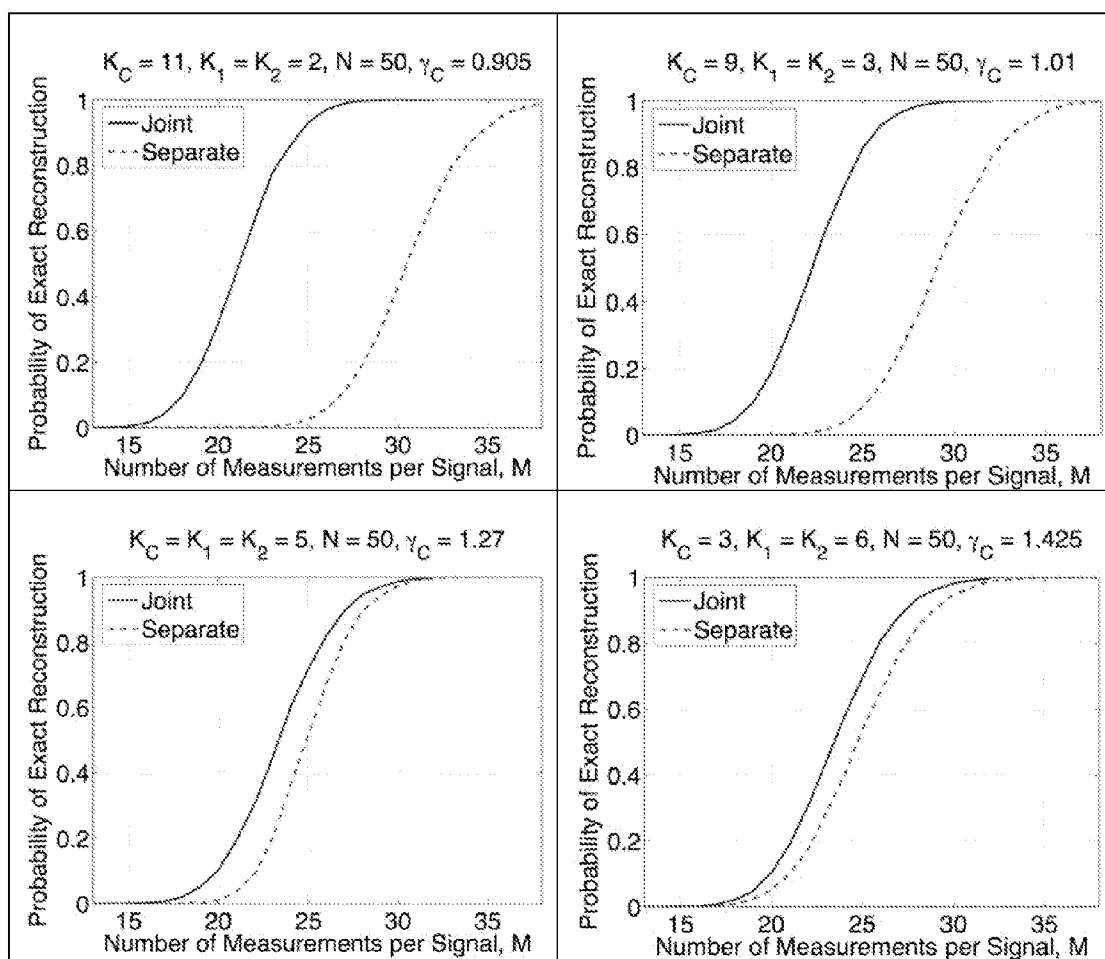 K_C = 11, K_1 = K_2 = 2, N = 50, γ_C = 0.905
Probability of Exact Reconstruction
1
0.8
0.6
0.4
0.2
0
Joint
Separate
15 20 25 30 35
Number of Measurements per Signal, M
K_C = 9, K_1 = K_2 = 3, N = 50, γ_C = 1.01
Probability of Exact Reconstruction
1
0.8
0.6
0.4
0.2
0
Joint
Separate
15 20 25 30 35
Number of Measurements per Signal, M
K_C = K_1 = K_2 = 5, N = 50, γ_C = 1.27
Probability of Exact Reconstruction
1
0.8
0.6
0.4
0.2
0
Joint
Separate
15 20 25 30 35
Number of Measurements per Signal, M
K_C = 3, K_1 = K_2 = 6, N = 50, γ_C = 1.425
Probability of Exact Reconstruction
1
0.8
0.6
0.4
0.2
0
Joint
Separate
15 20 25 30 35
Number of Measurements per Signal, M